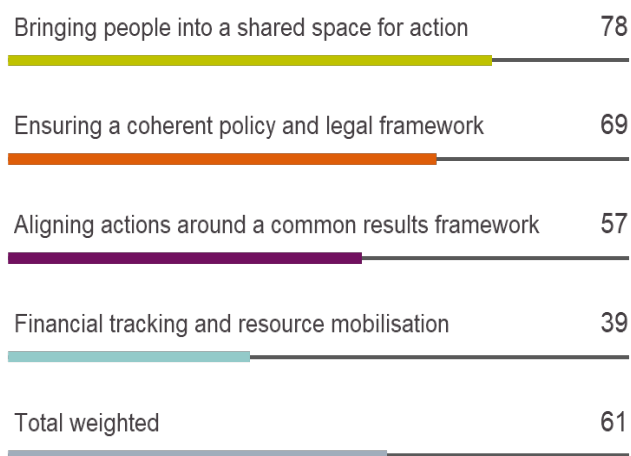 Bringing people into a shared space for action 78
Ensuring a coherent policy and legal framework 69
Aligning actions around a common results framework 57
Financial tracking and resource mobilisation 39
Total weighted 61